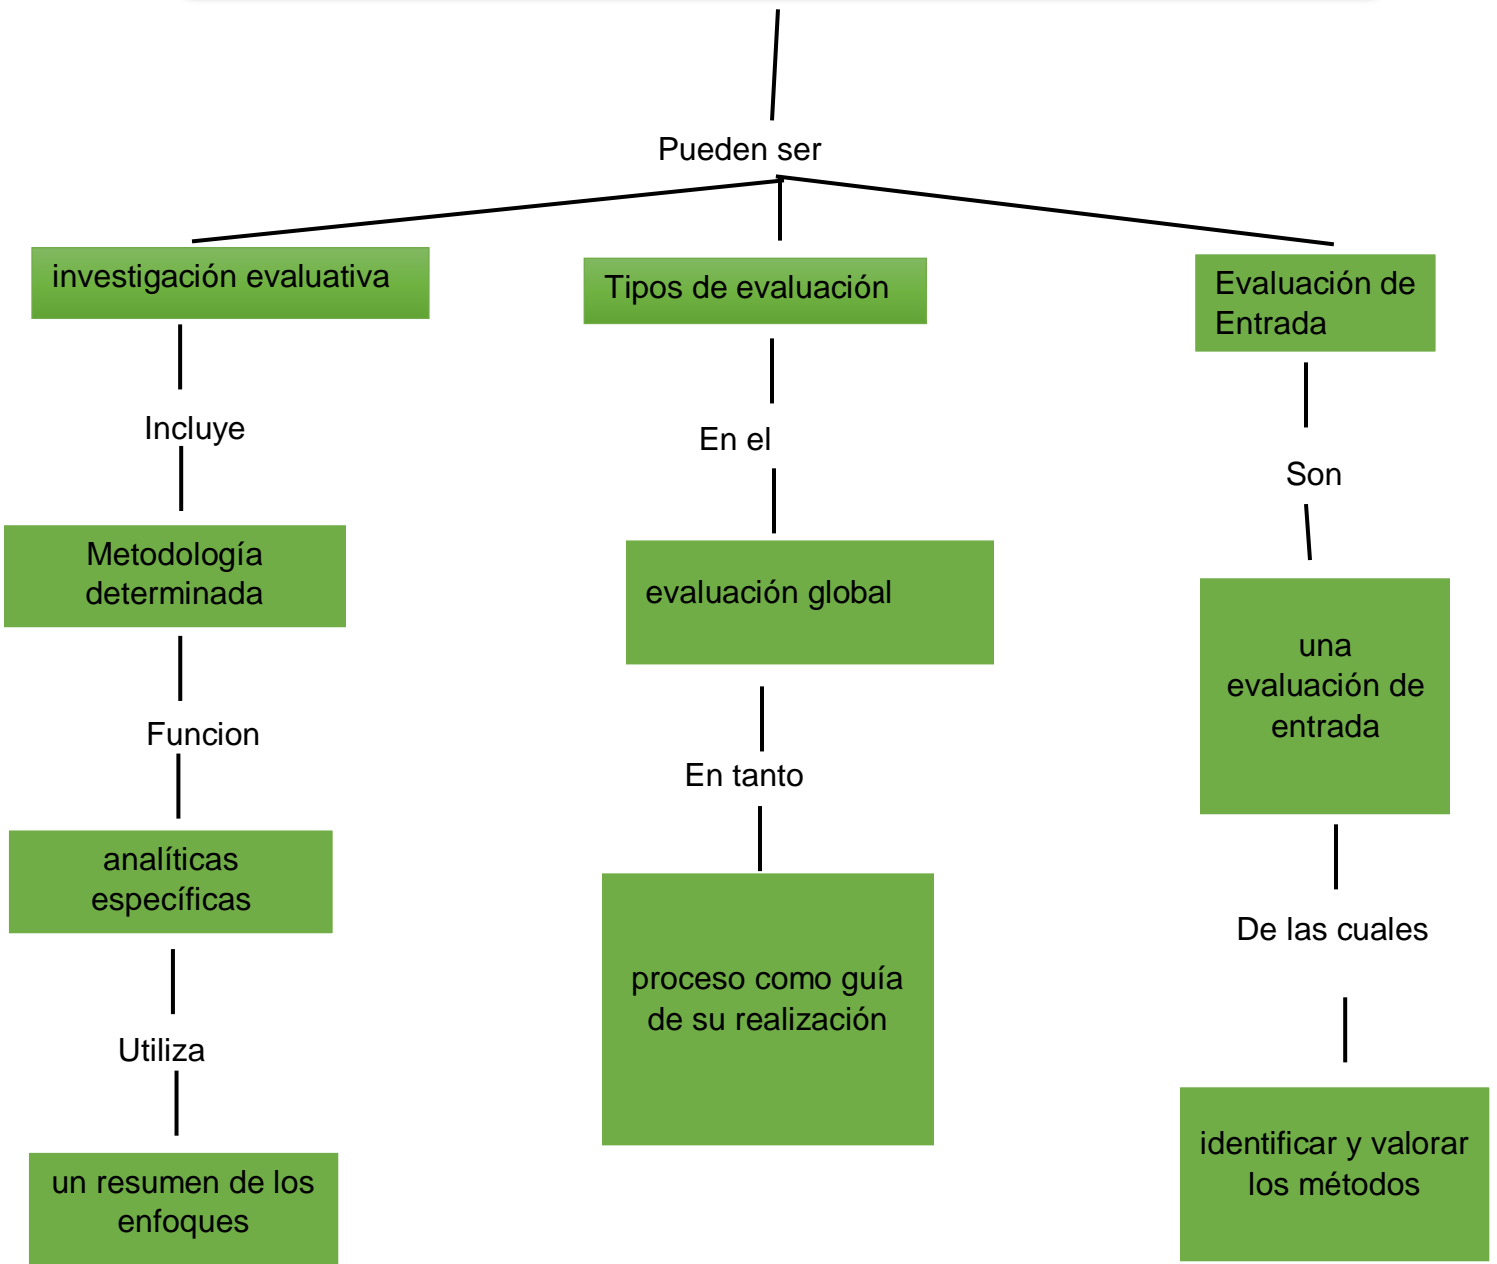 Pueden ser
investigación evaluativa
Incluye
Metodología
determinada
Funcion
analíticas
específicas
Utiliza
un resumen de los
enfoques
Tipos de evaluación
En el
evaluación global
En tanto
proceso como guía
de su realización
Evaluación de
Entrada
Son
una
evaluación de
entrada
De las cuales
identificar y valorar
los métodos